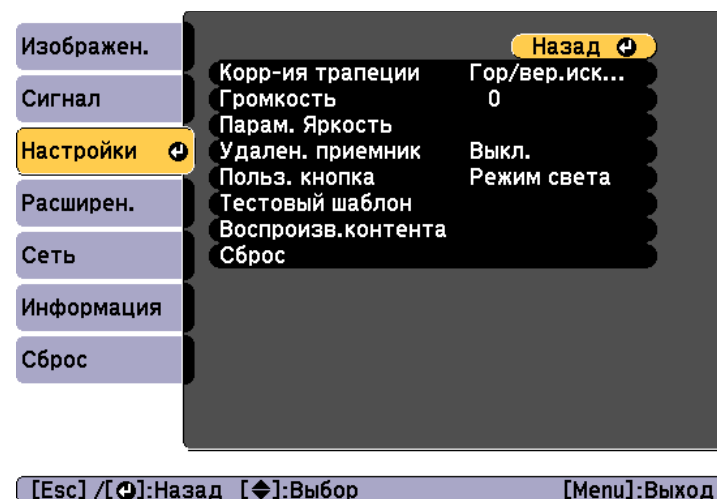 Изображен.
Сигнал
Настройки
Расширен.
Сеть
Информация
Сброс
Назад
Корр-ия трапеции Гор/вер.иск...
Громкость 0
Парам. Яркость
Удален. приемник Выкл.
Польз. кнопка Режим света
Тестовый шаблон
Воспроизв.контента
Сброс
[Esc] /[⏎]:Назад [◆]:Выбор [Menu]:Выход